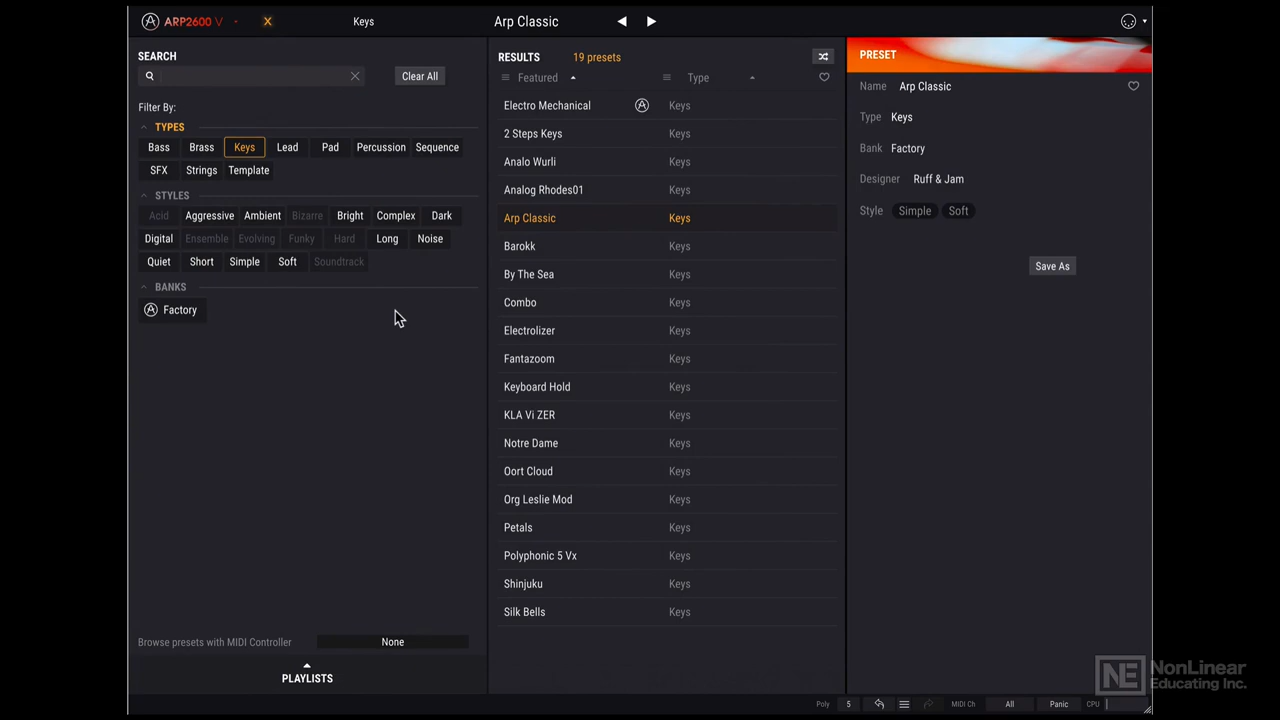 ARP2600 V
X
Keys
Arp Classic
SEARCH
Clear All
Filter By:
TYPES
Bass Brass Keys Lead Pad Percussion Sequence
SFX Strings Template
STYLES
Acid Aggressive Ambient Bizarre Bright Complex Dark
Digital Ensemble Evolving Funky Hard Long Noise
Quiet Short Simple Soft Soundtrack
BANKS
Factory
Browse presets with MIDI Controller None
PLAYLISTS
RESULTS 19 presets
Featured Type
Electro Mechanical Keys
2 Steps Keys Keys
Analo Wurli Keys
Analog Rhodes01 Keys
Arp Classic Keys
Barokk Keys
By The Sea Keys
Combo Keys
Electrolizer Keys
Fantazoom Keys
Keyboard Hold Keys
KLA Vi ZER Keys
Notre Dame Keys
Oort Cloud Keys
Org Leslie Mod Keys
Petals Keys
Polyphonic 5 Vx Keys
Shinjuku Keys
Silk Bells Keys
PRESET
Name Arp Classic
Type Keys
Bank Factory
Designer Ruff & Jam
Style Simple Soft
Save As
NE NonLinear
Educating Inc.
Poly 5 MIDI Ch All Panic CPU